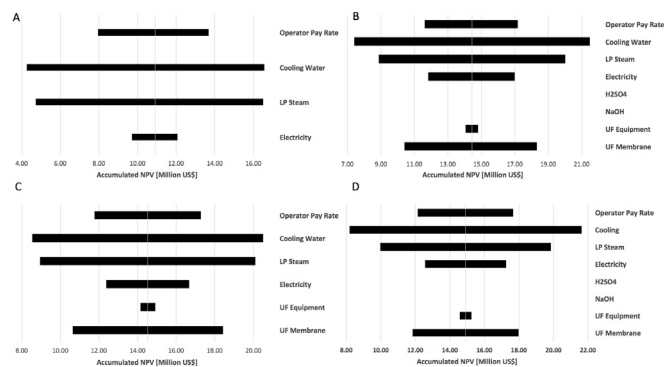 A
Operator Pay Rate
Cooling Water
LP Steam
Electricity
4.00 6.00 8.00 10.00 12.00 14.00 16.00
Accumulated NPV [Million US$]
B
Operator Pay Rate
Cooling Water
LP Steam
Electricity
H2SO4
NaOH
UF Equipment
UF Membrane
7.00 9.00 11.00 13.00 15.00 17.00 19.00 21.00
Accumulated NPV [Million US$]
C
Operator Pay Rate
Cooling Water
LP Steam
Electricity
UF Equipment
UF Membrane
8.00 10.00 12.00 14.00 16.00 18.00 20.00
Accumulated NPV [Million US$]
D
Operator Pay Rate
Cooling
LP Steam
Electricity
H2SO4
NaOH
UF Equipment
UF Membrane
8.00 10.00 12.00 14.00 16.00 18.00 20.00 22.00
Accumulated NPV [Million US$]